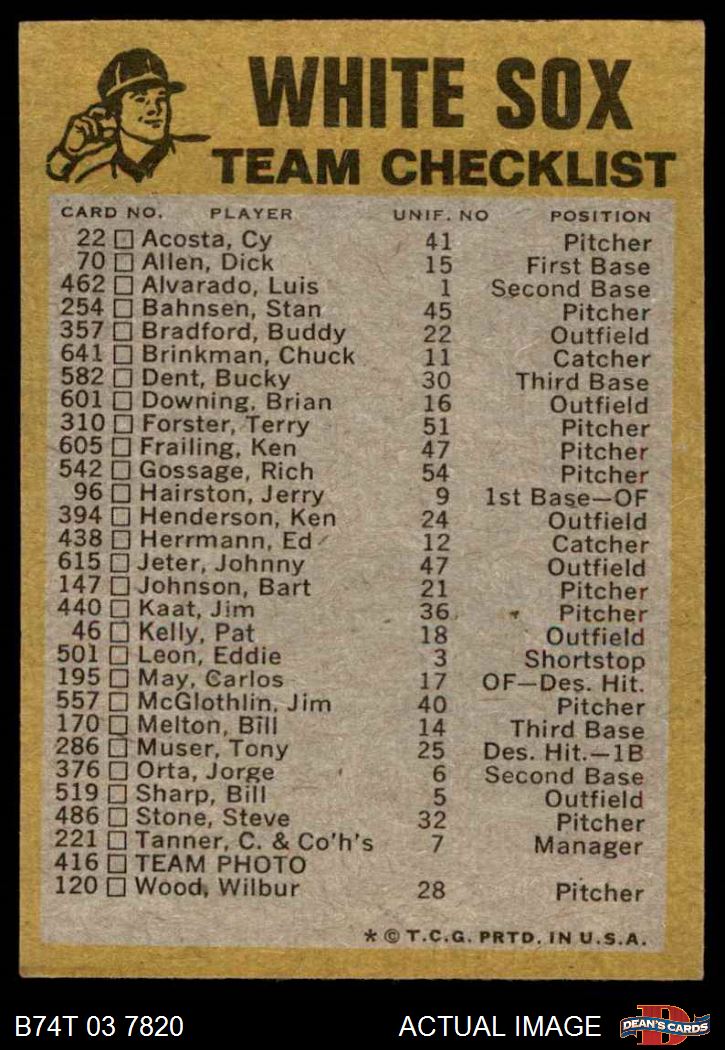 WHITE SOX
TEAM CHECKLIST
CARD NO. PLAYER UNIF. NO POSITION
22 Acosta, Cy 41 Pitcher
70 Allen, Dick 15 First Base
462 Alvarado, Luis 1 Second Base
254 Bahnsen, Stan 45 Pitcher
357 Bradford, Buddy 22 Outfield
641 Brinkman, Chuck 11 Catcher
582 Dent, Bucky 30 Third Base
601 Downing, Brian 16 Outfield
310 Forster, Terry 51 Pitcher
605 Frailing, Ken 47 Pitcher
542 Gossage, Rich 54 Pitcher
96 Hairston, Jerry 9 1st Base—OF
394 Henderson, Ken 24 Outfield
438 Herrmann, Ed 12 Catcher
615 Jeter, Johnny 47 Outfield
147 Johnson, Bart 21 Pitcher
440 Kaat, Jim 36 Pitcher
46 Kelly, Pat 18 Outfield
501 Leon, Eddie 3 Shortstop
195 May, Carlos 17 OF—Des. Hit.
557 McGlothlin, Jim 40 Pitcher
170 Melton, Bill 14 Third Base
286 Muser, Tony 25 Des. Hit.—1B
376 Orta, Jorge 6 Second Base
519 Sharp, Bill 5 Outfield
486 Stone, Steve 32 Pitcher
221 Tanner, C. & Co'h's 7 Manager
416 TEAM PHOTO
120 Wood, Wilbur 28 Pitcher
* © T.C.G. PRTD. IN U.S.A.
B74T 03 7820 ACTUAL IMAGE D DEAN'S CARDS